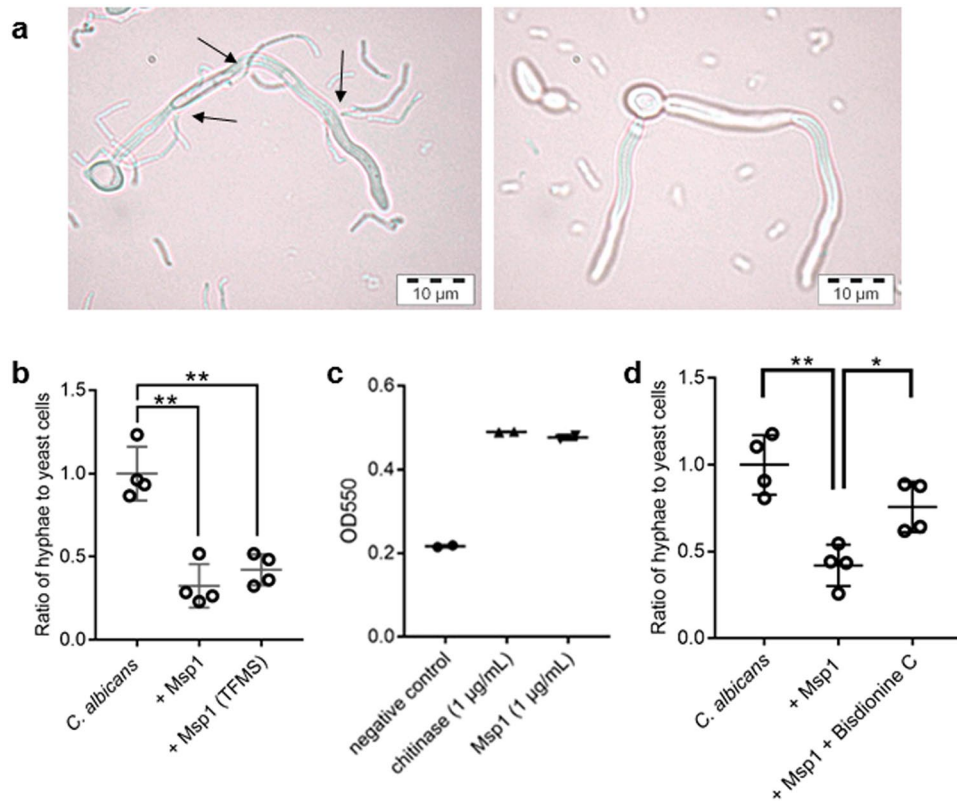 a
10 µm
10 µm
b
Ratio of hyphae to yeast cells
1.5
1.0
0.5
0.0
**
**
C. albicans
+ Msp1
+ Msp1 (TFMS)
c
OD550
0.6
0.4
0.2
0.0
negative control
chitinase (1 µg/mL)
Msp1 (1 µg/mL)
d
Ratio of hyphae to yeast cells
1.5
1.0
0.5
0.0
**
*
C. albicans
+ Msp1
+ Msp1 + Bisdionine C